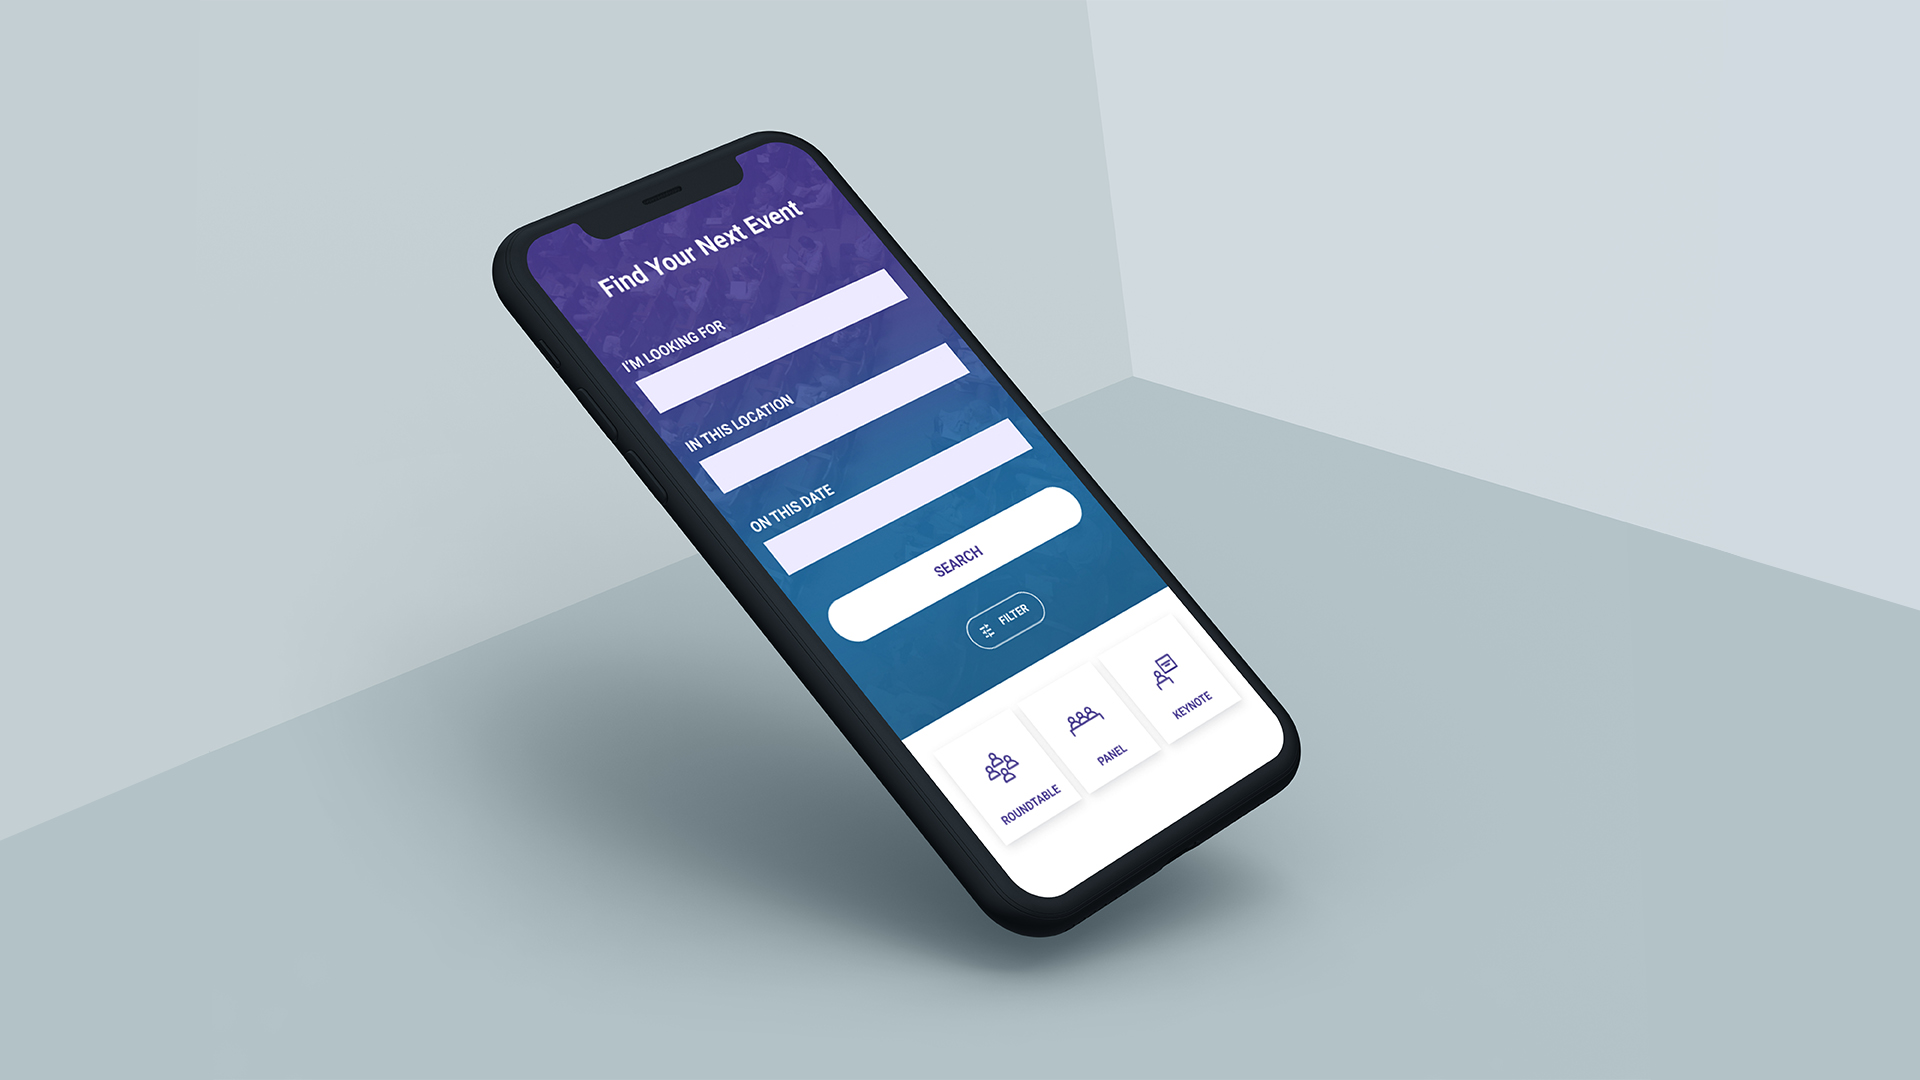 Find Your Next Event
I'M LOOKING FOR
IN THIS LOCATION
ON THIS DATE
SEARCH
FILTER
ROUNDTABLE
PANEL
KEYNOTE